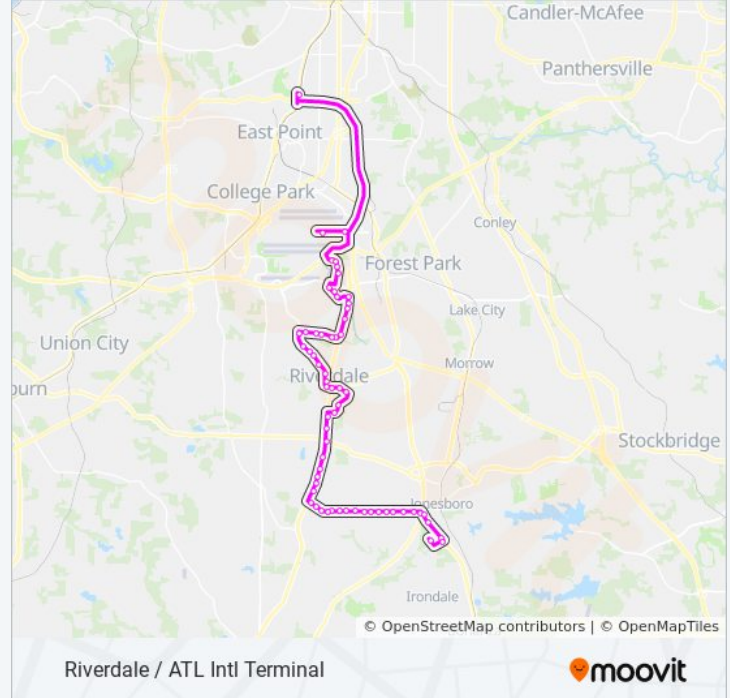 Candler-McAfee
Panthersville
East Point
College Park
Conley
Forest Park
Lake City
Union City
Morrow
Riverdale
burn
Stockbridge
Jonesboro
Irondale
© OpenStreetMap contributors | © OpenMapTiles
Riverdale / ATL Intl Terminal
moovit